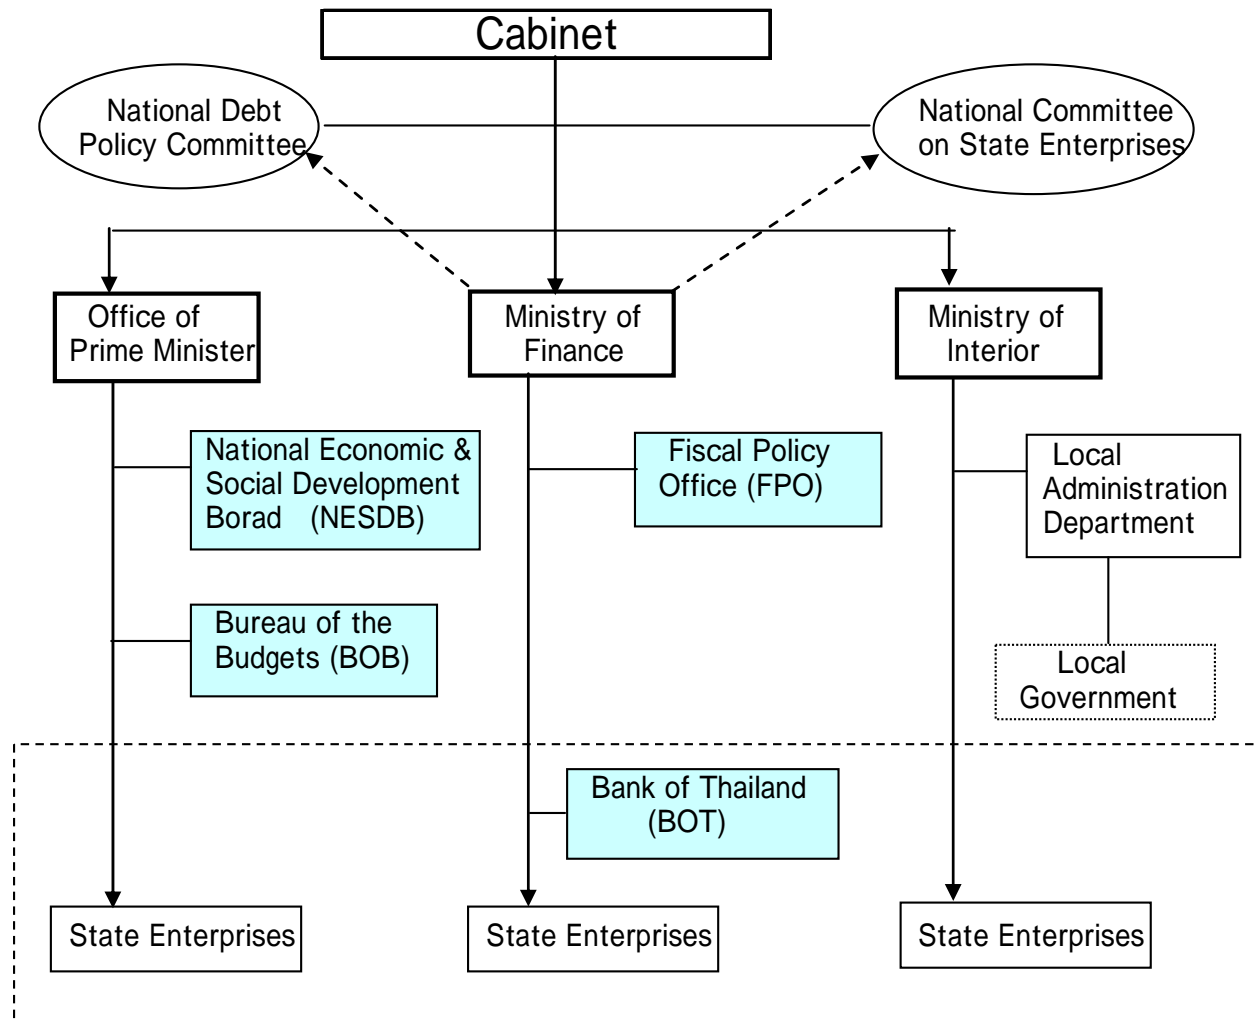 Cabinet
National Debt
Policy Committee
National Committee
on State Enterprises
Office of
Prime Minister
Ministry of
Finance
Ministry of
Interior
National Economic &
Social Development
Borad (NESDB)
Fiscal Policy
Office (FPO)
Local
Administration
Department
Bureau of the
Budgets (BOB)
Local
Government
Bank of Thailand
(BOT)
State Enterprises
State Enterprises
State Enterprises